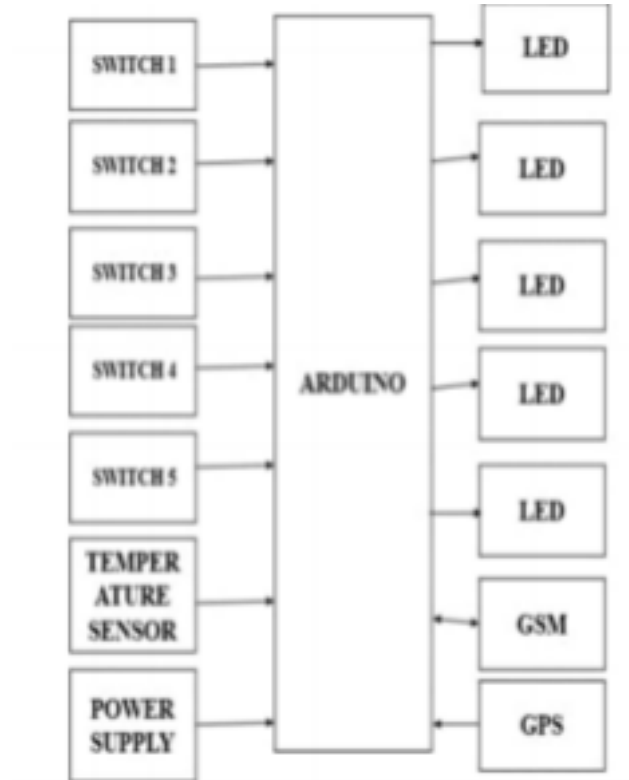 SWITCH 1
SWITCH 2
SWITCH 3
SWITCH 4
SWITCH 5
TEMPER
ATURE
SENSOR
POWER
SUPPLY
ARDUINO
LED
LED
LED
LED
LED
GSM
GPS